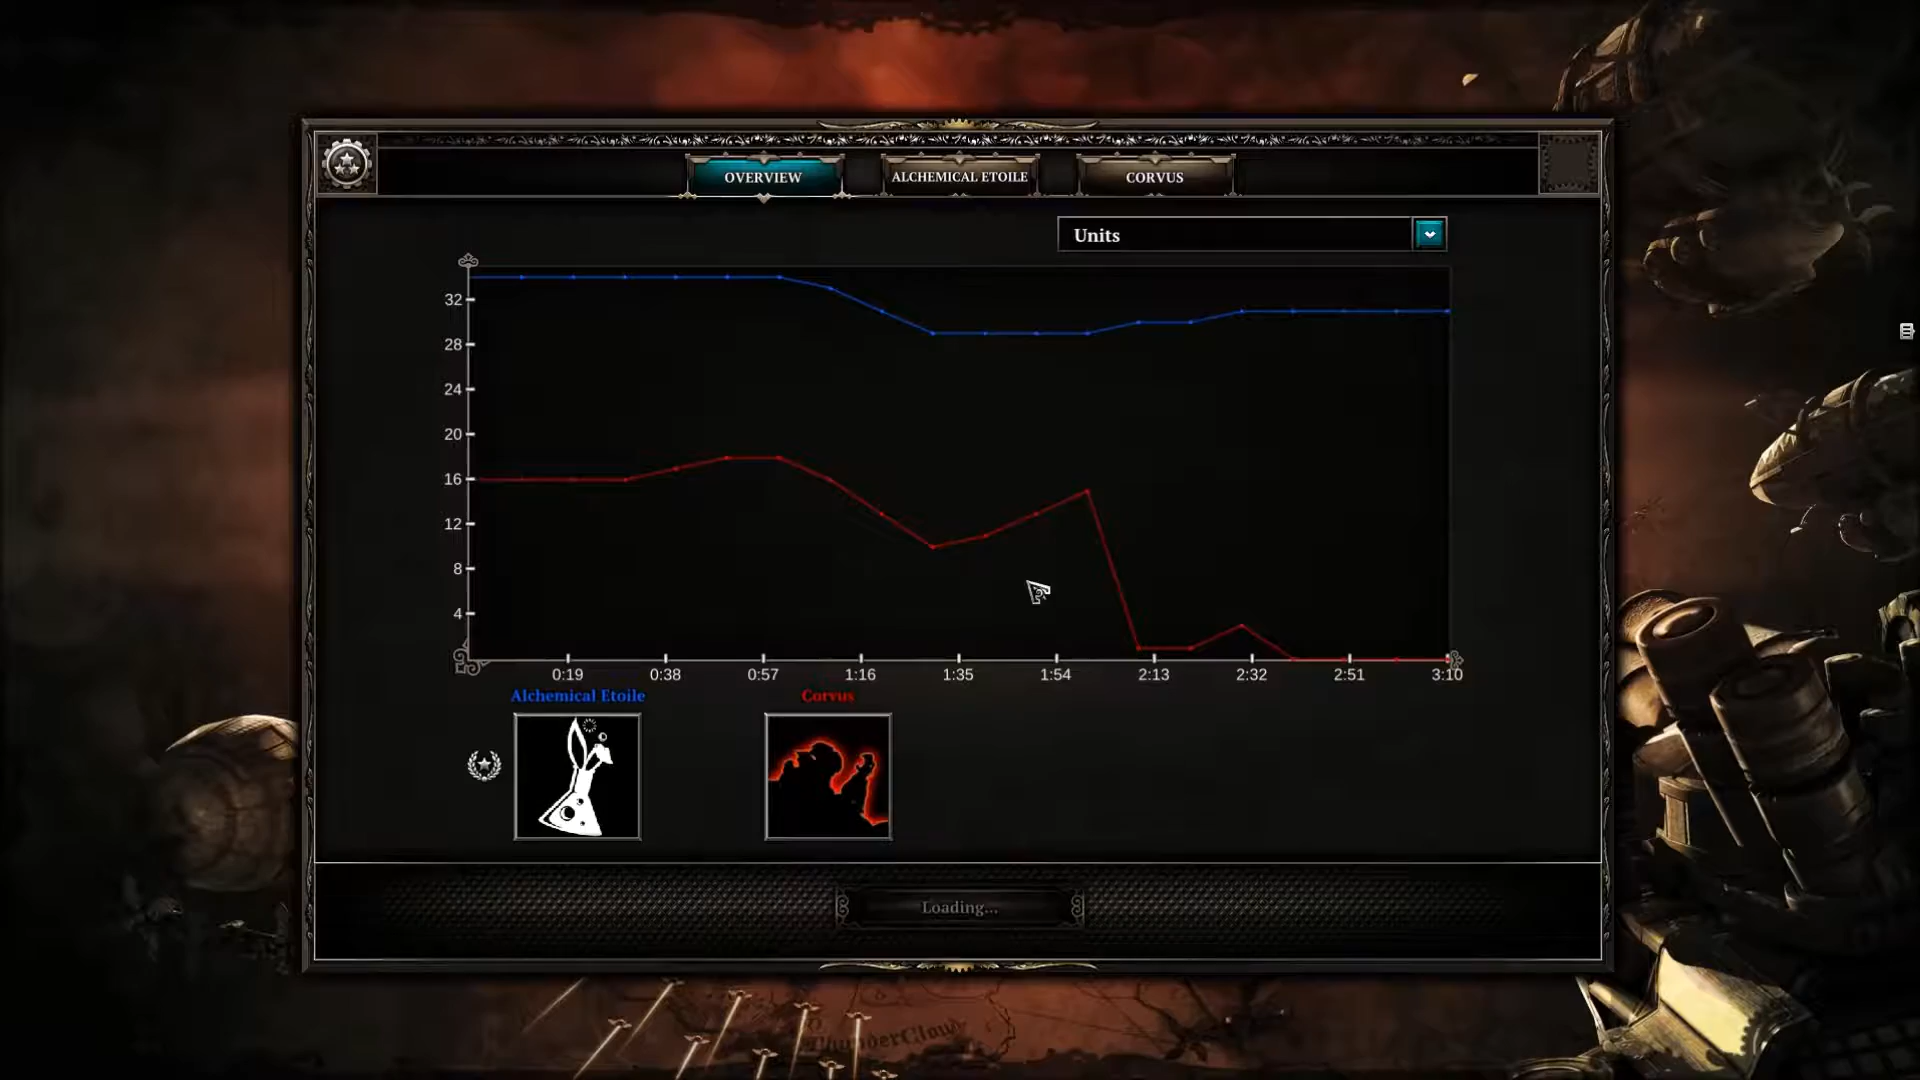 OVERVIEW
ALCHEMICAL ETOILE
CORVUS
Units
32
28
24
20
16
12
8
4
0:19 0:38 0:57 1:16 1:35 1:54 2:13 2:32 2:51 3:10
Alchemical Etoile
Corvus
Loading...
ThunderCloud